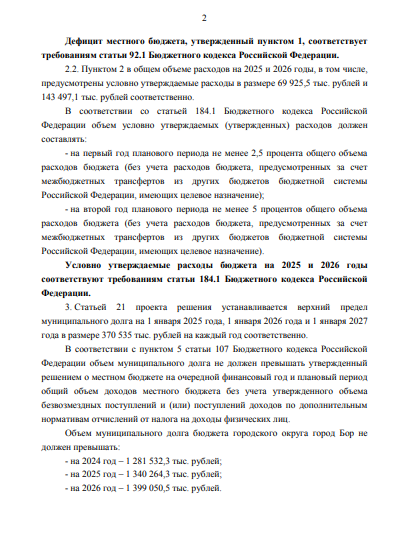 2
Дефицит местного бюджета, утвержденный пунктом 1, соответствует
требованиям статьи 92.1 Бюджетного кодекса Российской Федерации.
2.2. Пунктом 2 в общем объеме расходов на 2025 и 2026 годы, в том числе,
предусмотрены условно утверждаемые расходы в размере 69 925,5 тыс. рублей и
143 497,1 тыс. рублей соответственно.
В соответствии со статьей 184.1 Бюджетного кодекса Российской
Федерации объем условно утверждаемых (утвержденных) расходов должен
составлять:
- на первый год планового периода не менее 2,5 процента общего объема
расходов бюджета (без учета расходов бюджета, предусмотренных за счет
межбюджетных трансфертов из других бюджетов бюджетной системы
Российской Федерации, имеющих целевое назначение);
- на второй год планового периода не менее 5 процентов общего объема
расходов бюджета (без учета расходов бюджета, предусмотренных за счет
межбюджетных трансфертов из других бюджетов бюджетной системы
Российской Федерации, имеющих целевое назначение).
Условно утверждаемые расходы бюджета на 2025 и 2026 годы
соответствуют требованиям статьи 184.1 Бюджетного кодекса Российской
Федерации.
3. Статьей 21 проекта решения устанавливается верхний предел
муниципального долга на 1 января 2025 года, 1 января 2026 года и 1 января 2027
года в размере 370 535 тыс. рублей на каждый год соответственно.
В соответствии с пунктом 5 статьи 107 Бюджетного кодекса Российской
Федерации объем муниципального долга не должен превышать утвержденный
решением о местном бюджете на очередной финансовый год и плановый период
общий объем доходов местного бюджета без учета утвержденного объема
безвозмездных поступлений и (или) поступлений доходов по дополнительным
нормативам отчислений от налога на доходы физических лиц.
Объем муниципального долга бюджета городского округа город Бор не
должен превышать:
- на 2024 год – 1 281 532,3 тыс. рублей;
- на 2025 год – 1 340 264,3 тыс. рублей;
- на 2026 год – 1 399 050,5 тыс. рублей.